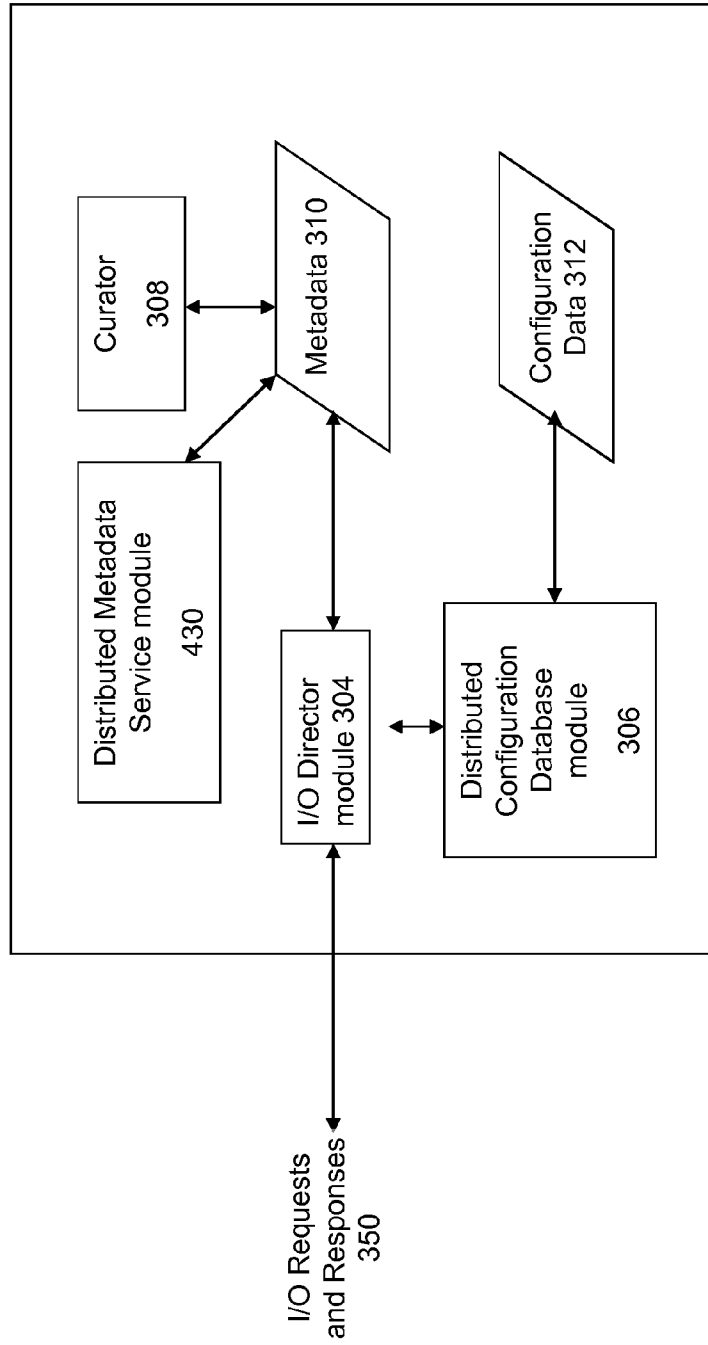 Distributed Metadata
Service module
430
Curator
308
I/O Requests
and Responses
350
I/O Director
module 304
Metadata 310
Distributed
Configuration
Database
module
306
Configuration
Data 312